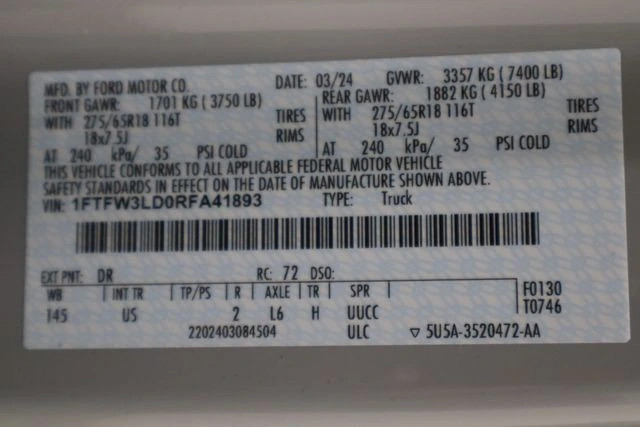 MFD. BY FORD MOTOR CO. DATE: 03/24 GVWR: 3357 KG ( 7400 LB)
FRONT GAWR: 1701 KG ( 3750 LB) REAR GAWR: 1882 KG ( 4150 LB)
WITH 275/65R18 116T TIRES WITH 275/65R18 116T TIRES
18x7.5J RIMS 18x7.5J RIMS
AT 240 kPa/ 35 PSI COLD AT 240 kPa/ 35 PSI COLD
THIS VEHICLE CONFORMS TO ALL APPLICABLE FEDERAL MOTOR VEHICLE
SAFETY STANDARDS IN EFFECT ON THE DATE OF MANUFACTURE SHOWN ABOVE.
VIN: 1FTFW3LD0RFA41893 TYPE: Truck
EXT PNT: DR RC: 72 DSO:
WB INT TR TP/PS R AXLE TR SPR F0130
145 US 2 L6 H UUCC T0746
2202403084504 ULC ▽ 5U5A-3520472-AA